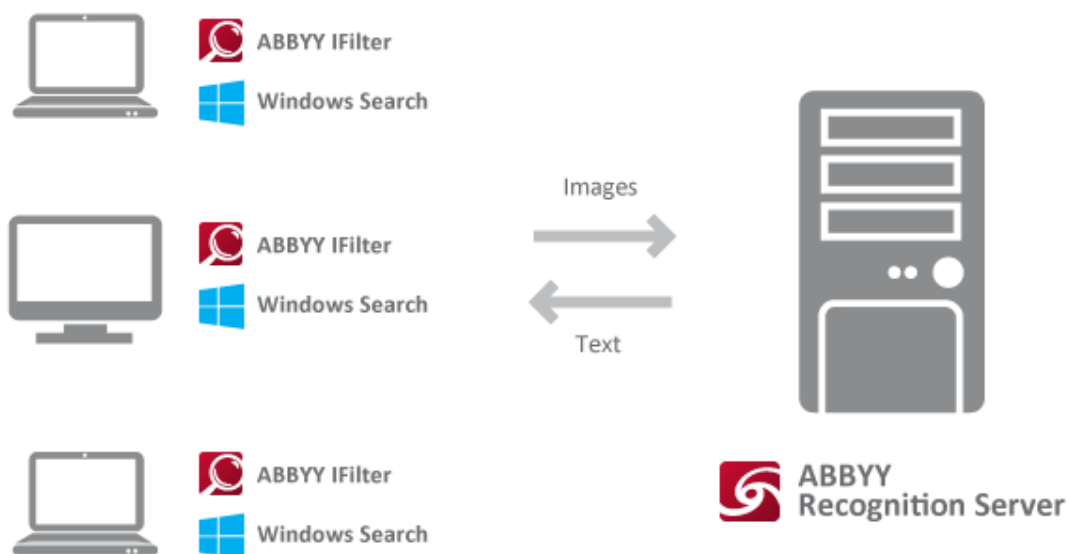 ABBYY IFilter
Windows Search
ABBYY IFilter
Windows Search
ABBYY IFilter
Windows Search
Images
Text
ABBYY
Recognition Server